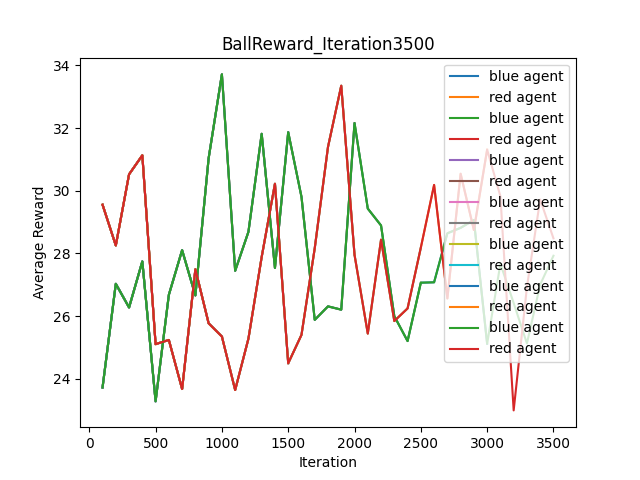 BallReward_Iteration3500
Average Reward
34
32
30
28
26
24
0 500 1000 1500 2000 2500 3000 3500
Iteration
blue agent
red agent
blue agent
red agent
blue agent
red agent
blue agent
red agent
blue agent
red agent
blue agent
red agent
blue agent
red agent